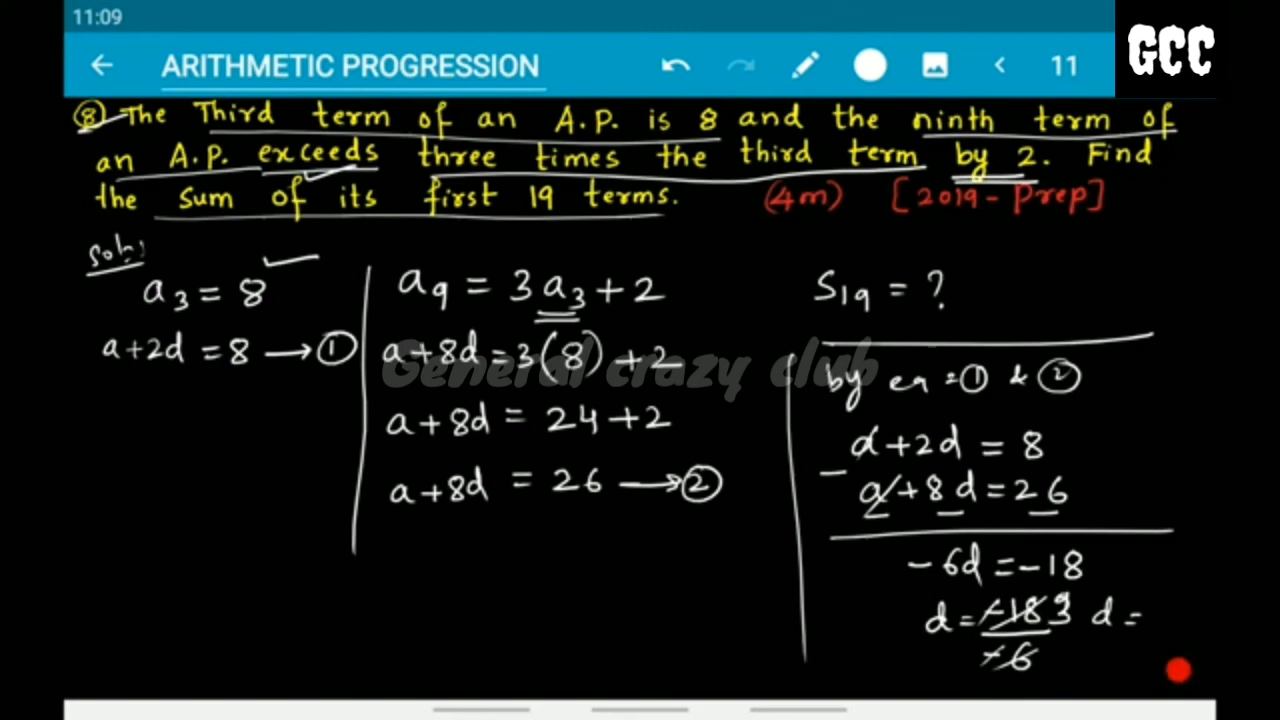 11:09
GCC
ARITHMETIC PROGRESSION
11
⑧ The Third term of an A.P. is 8 and the ninth term of
an A.P. exceeds three times the third term by 2. Find
the sum of its first 19 terms. (4m) [2019 - Prep]
Soln:
a₃ = 8
a+2d = 8 → ①
a₉ = 3a₃ + 2
a+8d = 3(8) + 2
a+8d = 24 + 2
a+8d = 26 → ②
S₁₉ = ?
by eq = ① & ②
a + 2d = 8
- a + 8d = 26
- 6d = -18
d = -18 3 d =
-6
General crazy club